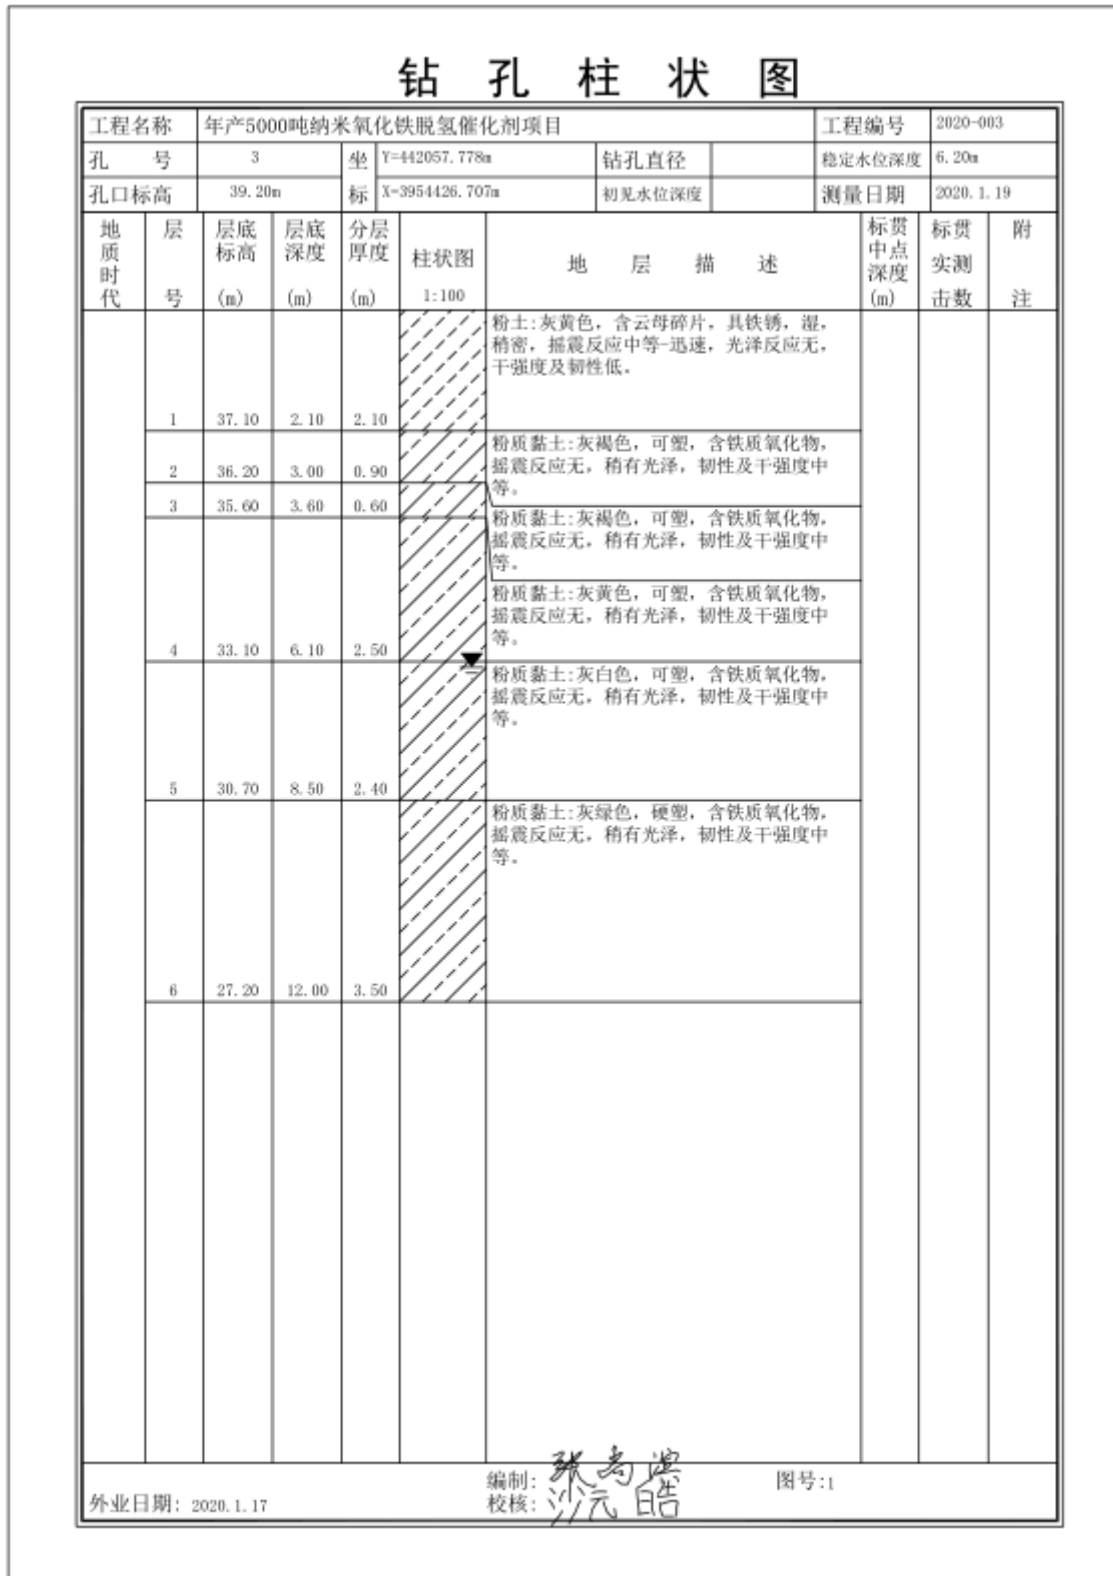 钻孔柱状图
工程名称 年产5000吨纳米氧化铁脱氢催化剂项目 工程编号 2020-003
孔号 3 坐 Y=442057.778m 钻孔直径 稳定水位深度 6.20m
孔口标高 39.20m 标 X=3954426.707m 初见水位深度 测量日期 2020.1.19
地质时代 层号 层底标高(m) 层底深度(m) 分层厚度(m) 柱状图 1:100 地层描述 标贯中点深度(m) 标贯实测击数 附注
粉土:灰黄色，含云母碎片，具铁锈，湿，
稍密，摇震反应中等-迅速，光泽反应无，
干强度及韧性低。
1 37.10 2.10 2.10
粉质黏土:灰褐色，可塑，含铁质氧化物，
摇震反应无，稍有光泽，韧性及干强度中
等。
2 36.20 3.00 0.90
粉质黏土:灰褐色，可塑，含铁质氧化物，
摇震反应无，稍有光泽，韧性及干强度中
等。
3 35.60 3.60 0.60
粉质黏土:灰黄色，可塑，含铁质氧化物，
摇震反应无，稍有光泽，韧性及干强度中
等。
4 33.10 6.10 2.50
粉质黏土:灰白色，可塑，含铁质氧化物，
摇震反应无，稍有光泽，韧性及干强度中
等。
5 30.70 8.50 2.40
粉质黏土:灰绿色，硬塑，含铁质氧化物，
摇震反应无，稍有光泽，韧性及干强度中
等。
6 27.20 12.00 3.50
编制: 图号:1
外业日期: 2020.1.17 校核: